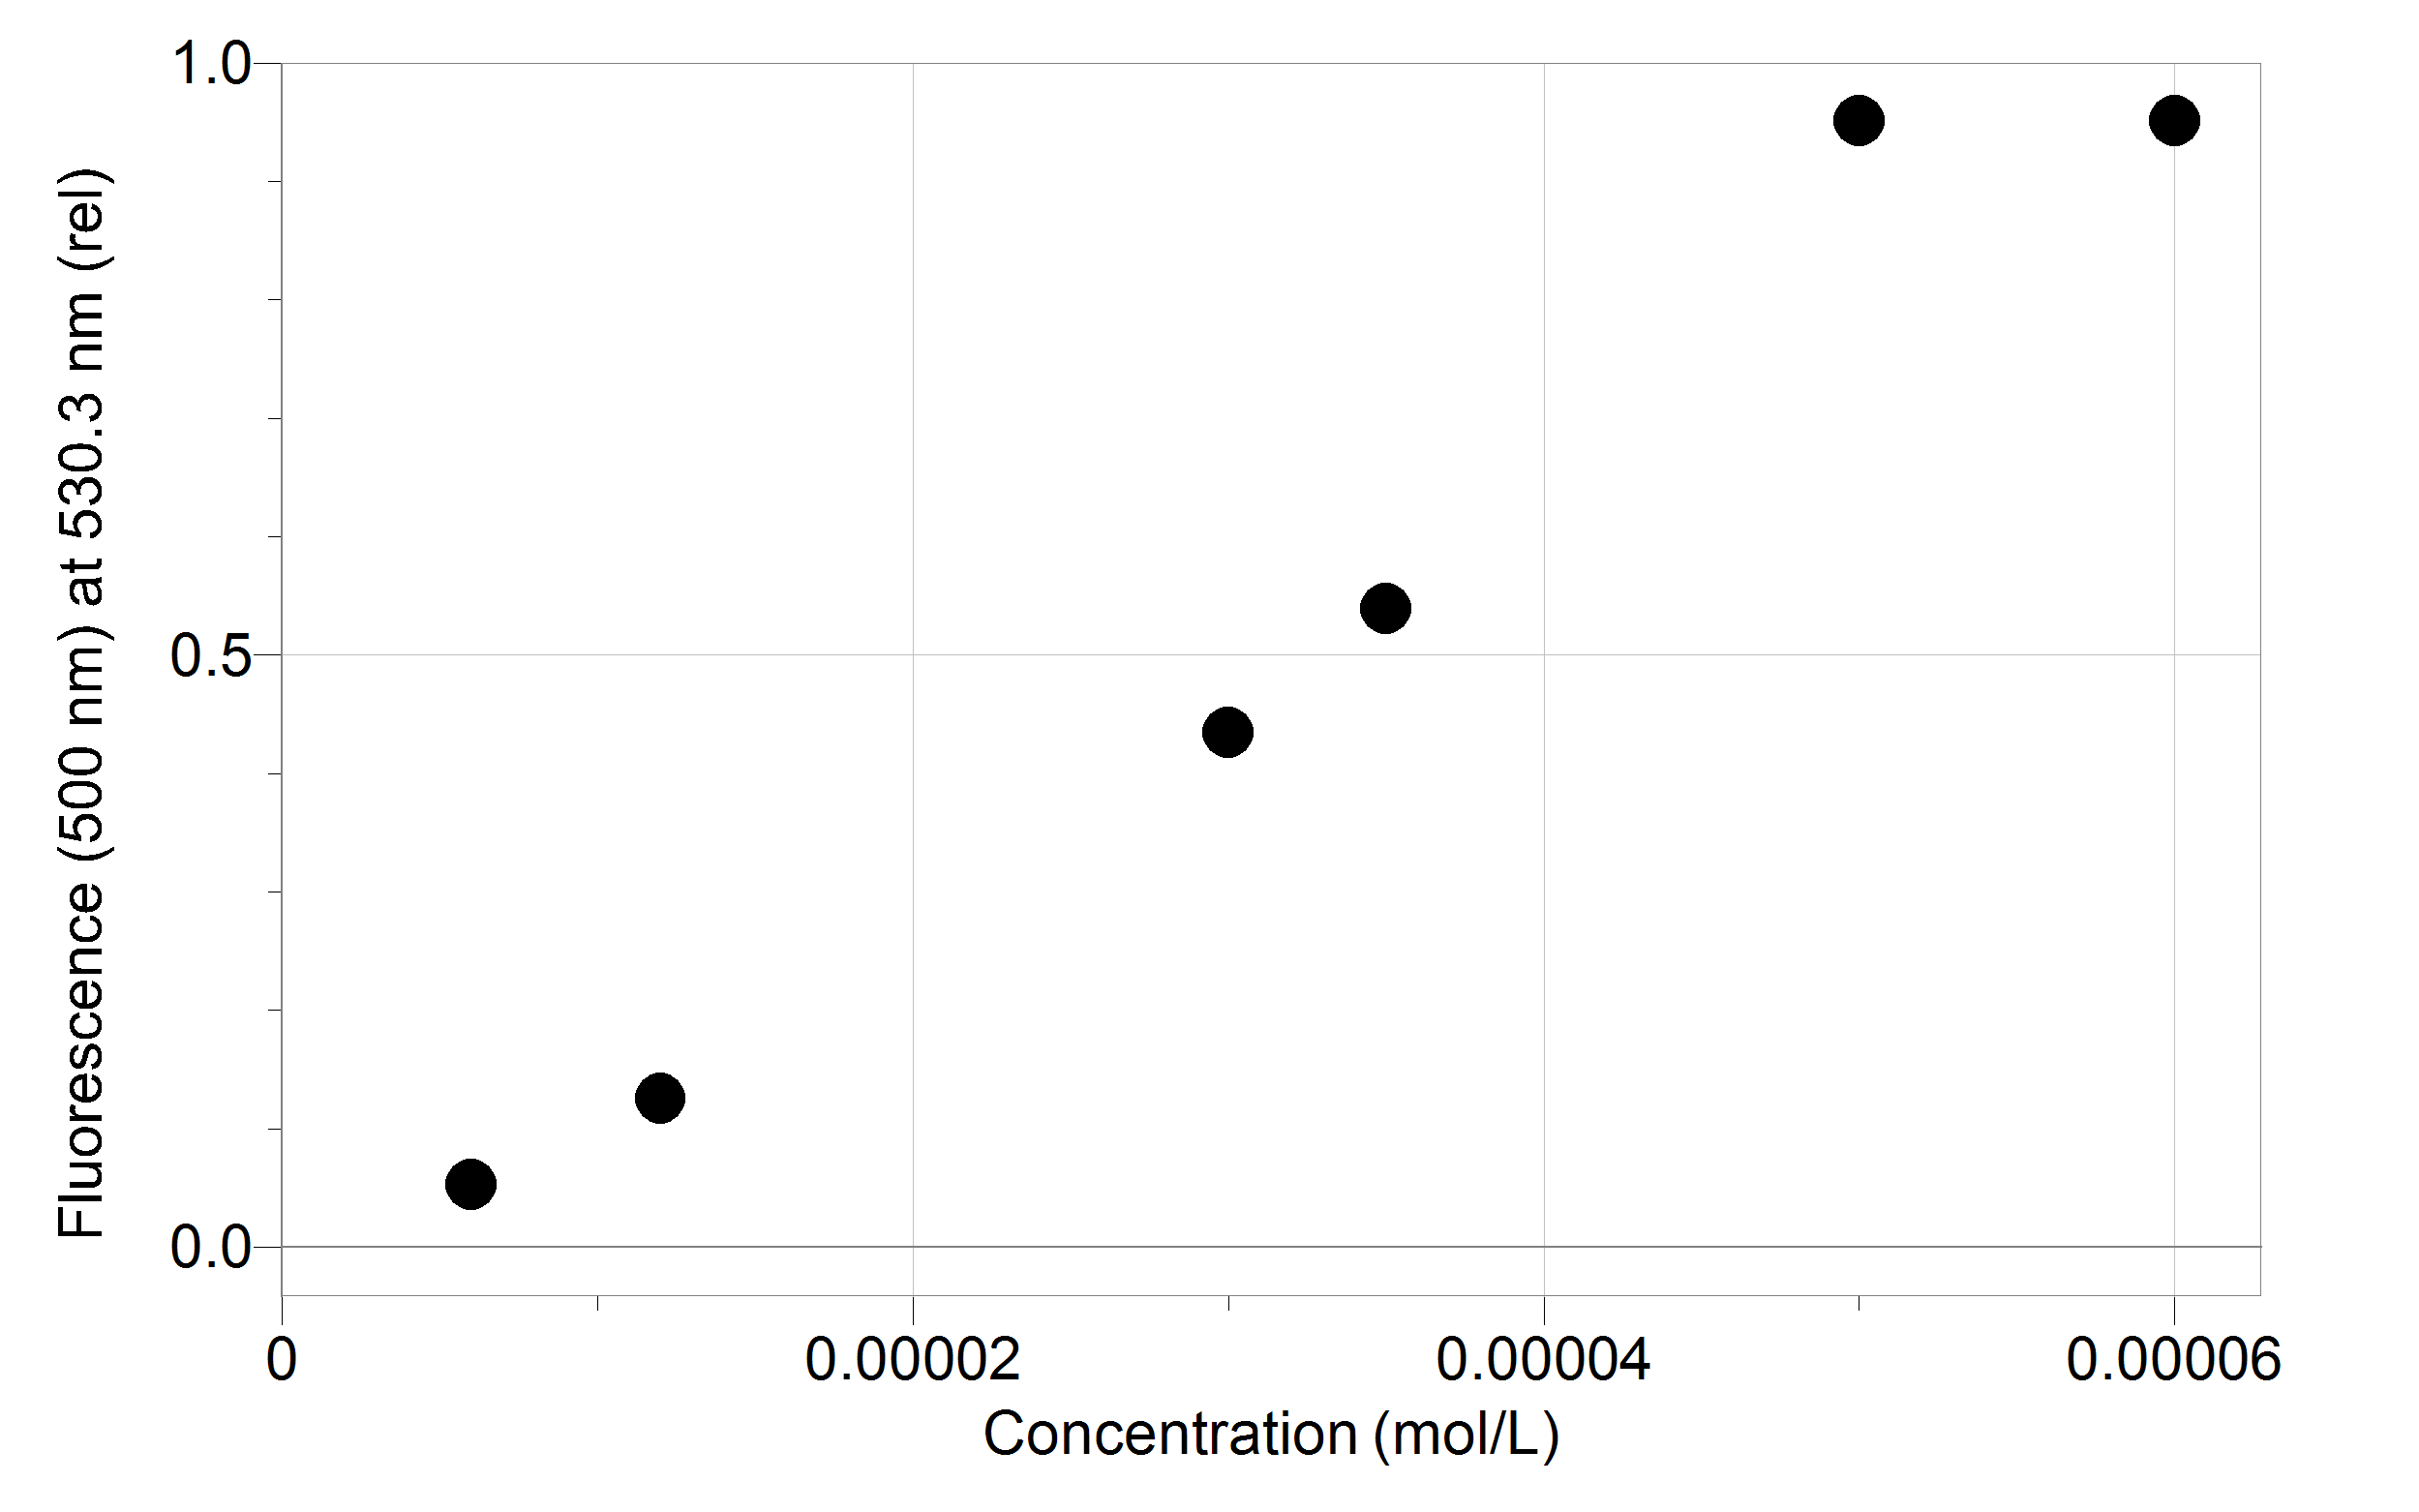 Fluorescence (500 nm) at 530.3 nm (rel)
1.0
0.5
0.0
0 0.00002 0.00004 0.00006
Concentration (mol/L)